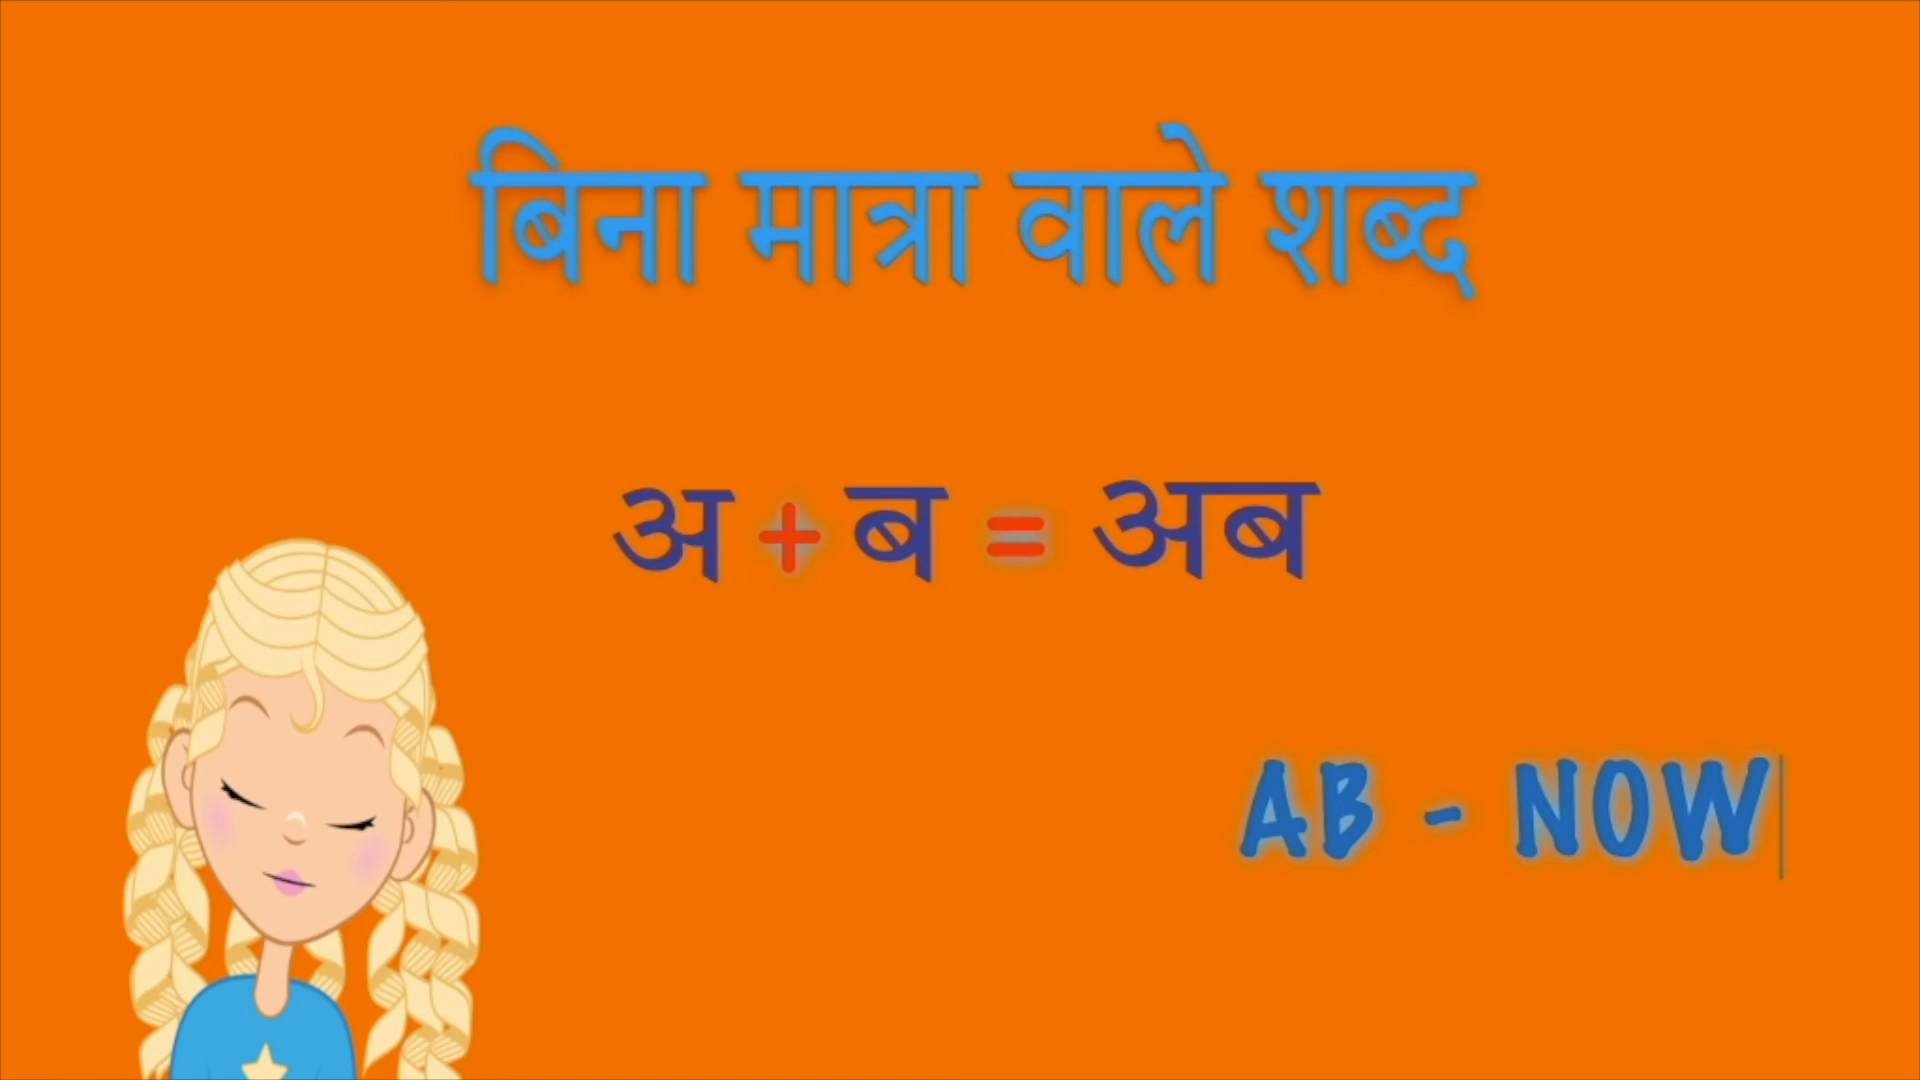 बिना मात्रा वाले शब्द
अ + ब = अब
AB - NOW